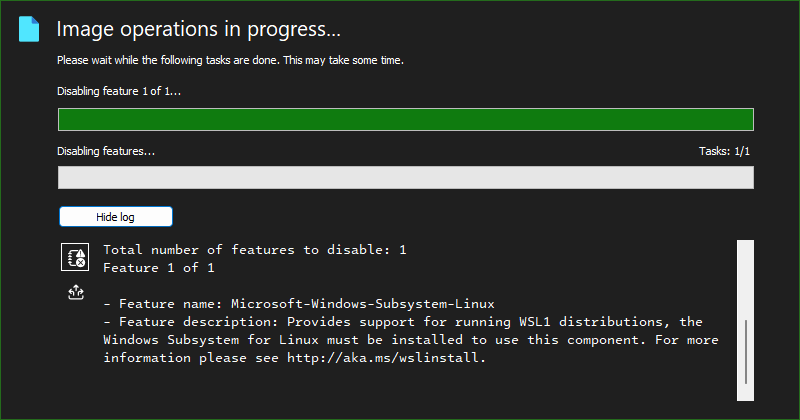 Image operations in progress...
Please wait while the following tasks are done. This may take some time.
Disabling feature 1 of 1...
Disabling features...
Tasks: 1/1
Hide log
Total number of features to disable: 1
Feature 1 of 1
- Feature name: Microsoft-Windows-Subsystem-Linux
- Feature description: Provides support for running WSL1 distributions, the
Windows Subsystem for Linux must be installed to use this component. For more
information please see http://aka.ms/wslinstall.